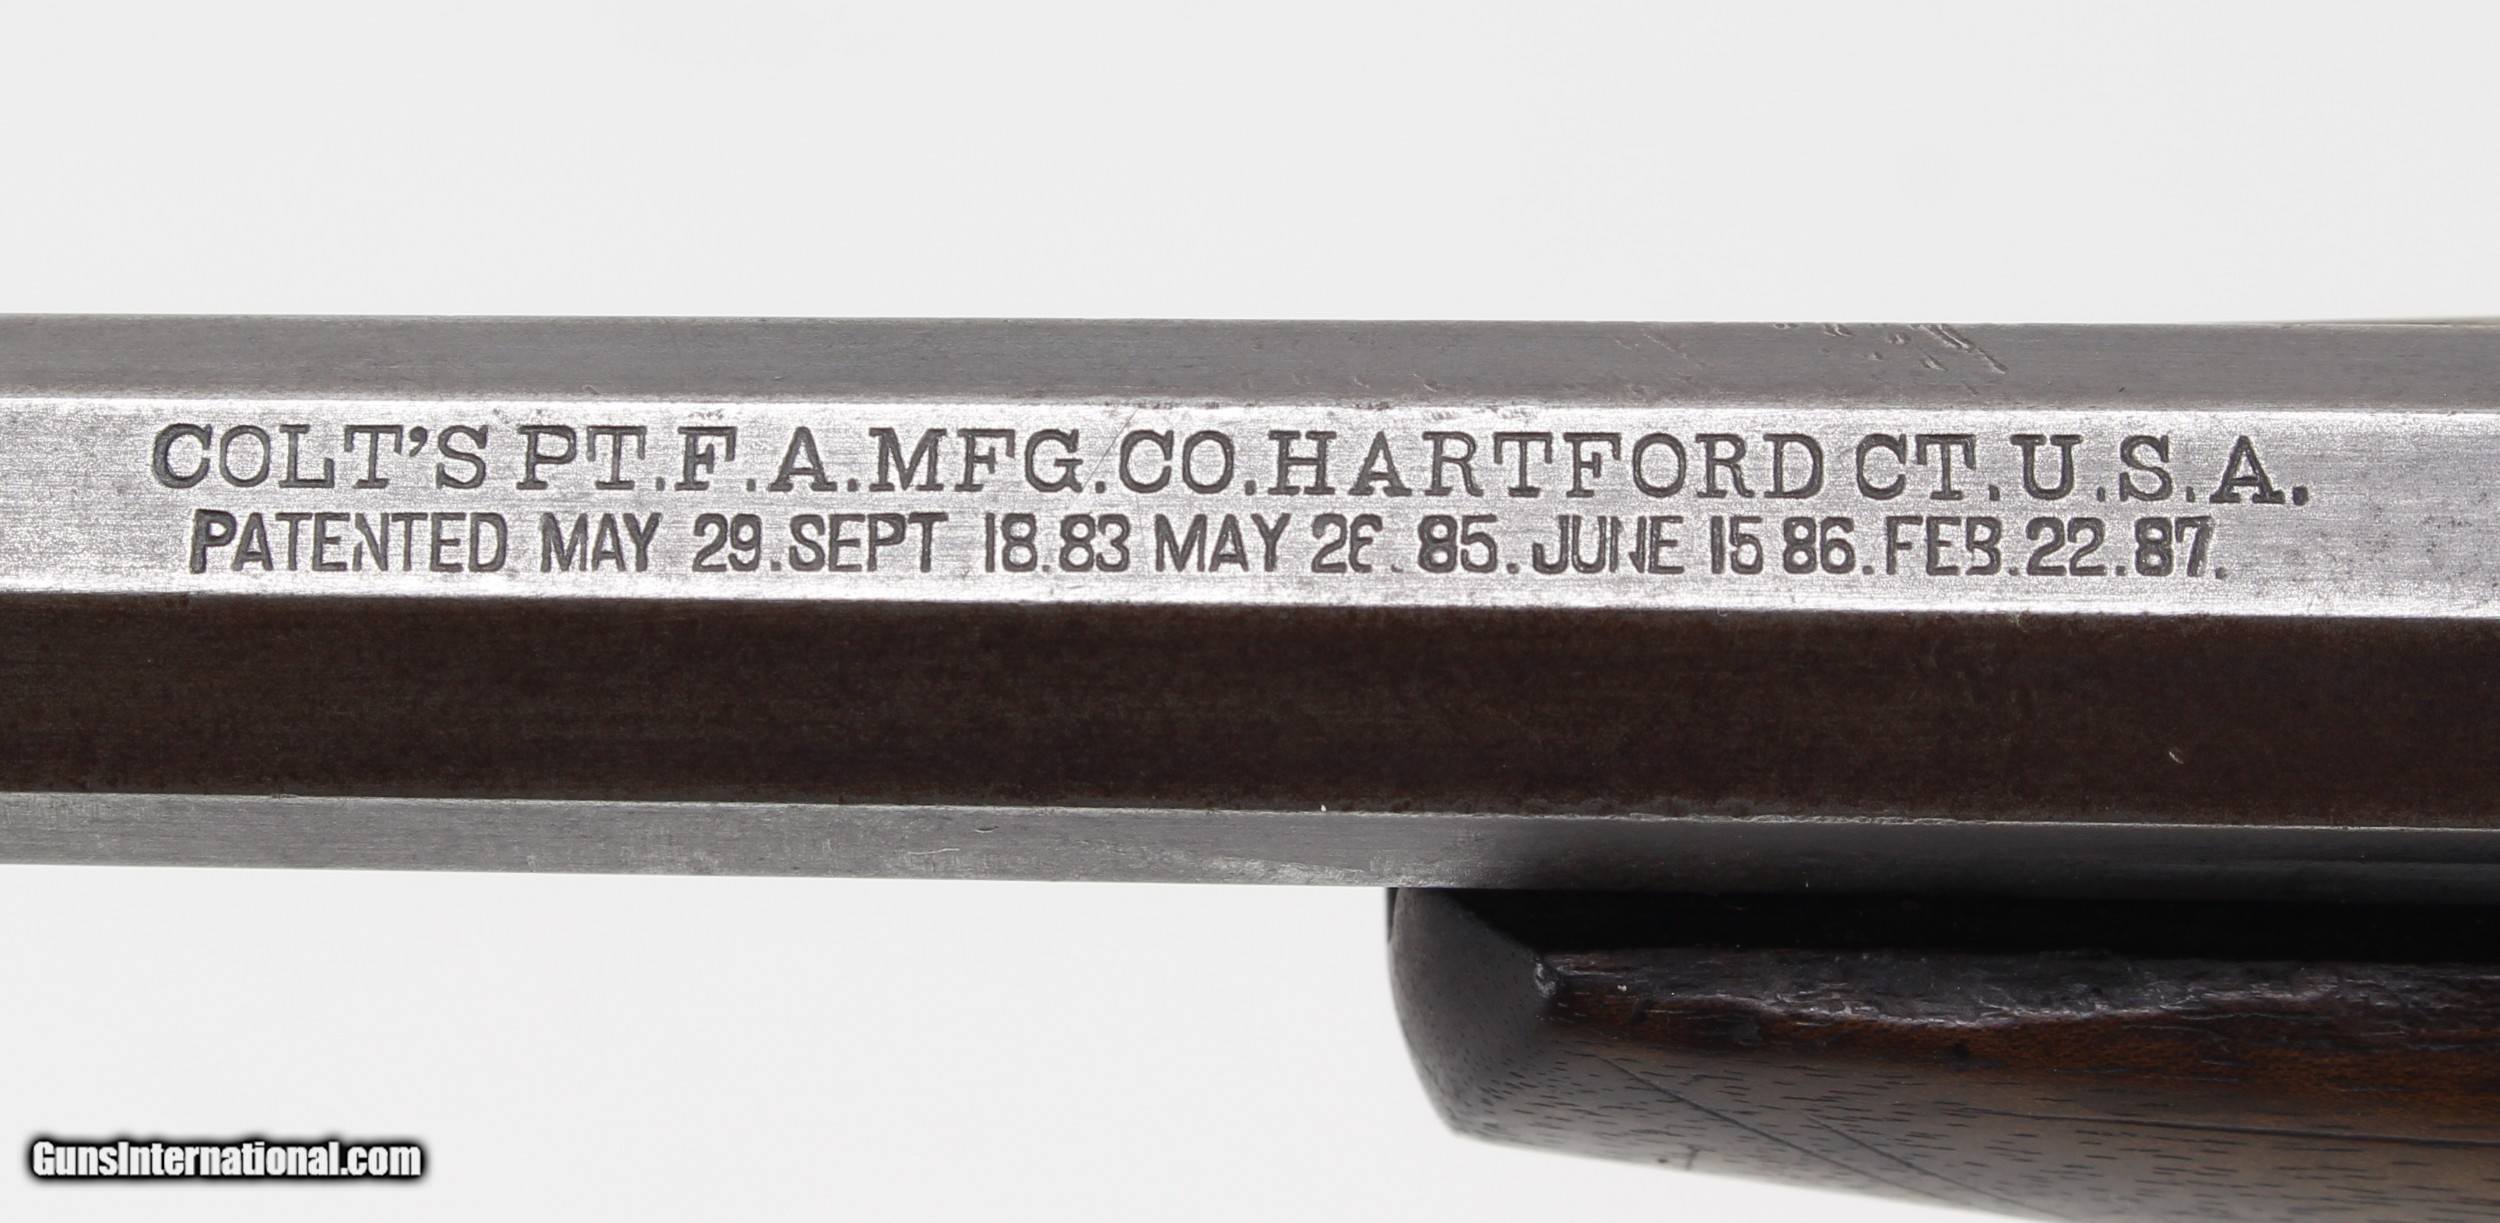 COLT'S PT.F.A.MFG.CO.HARTFORD CT.U.S.A.
PATENTED MAY 29.SEPT 18.83 MAY 26.85.JUNE 15 86.FEB.22.87.
GunsInternational.com